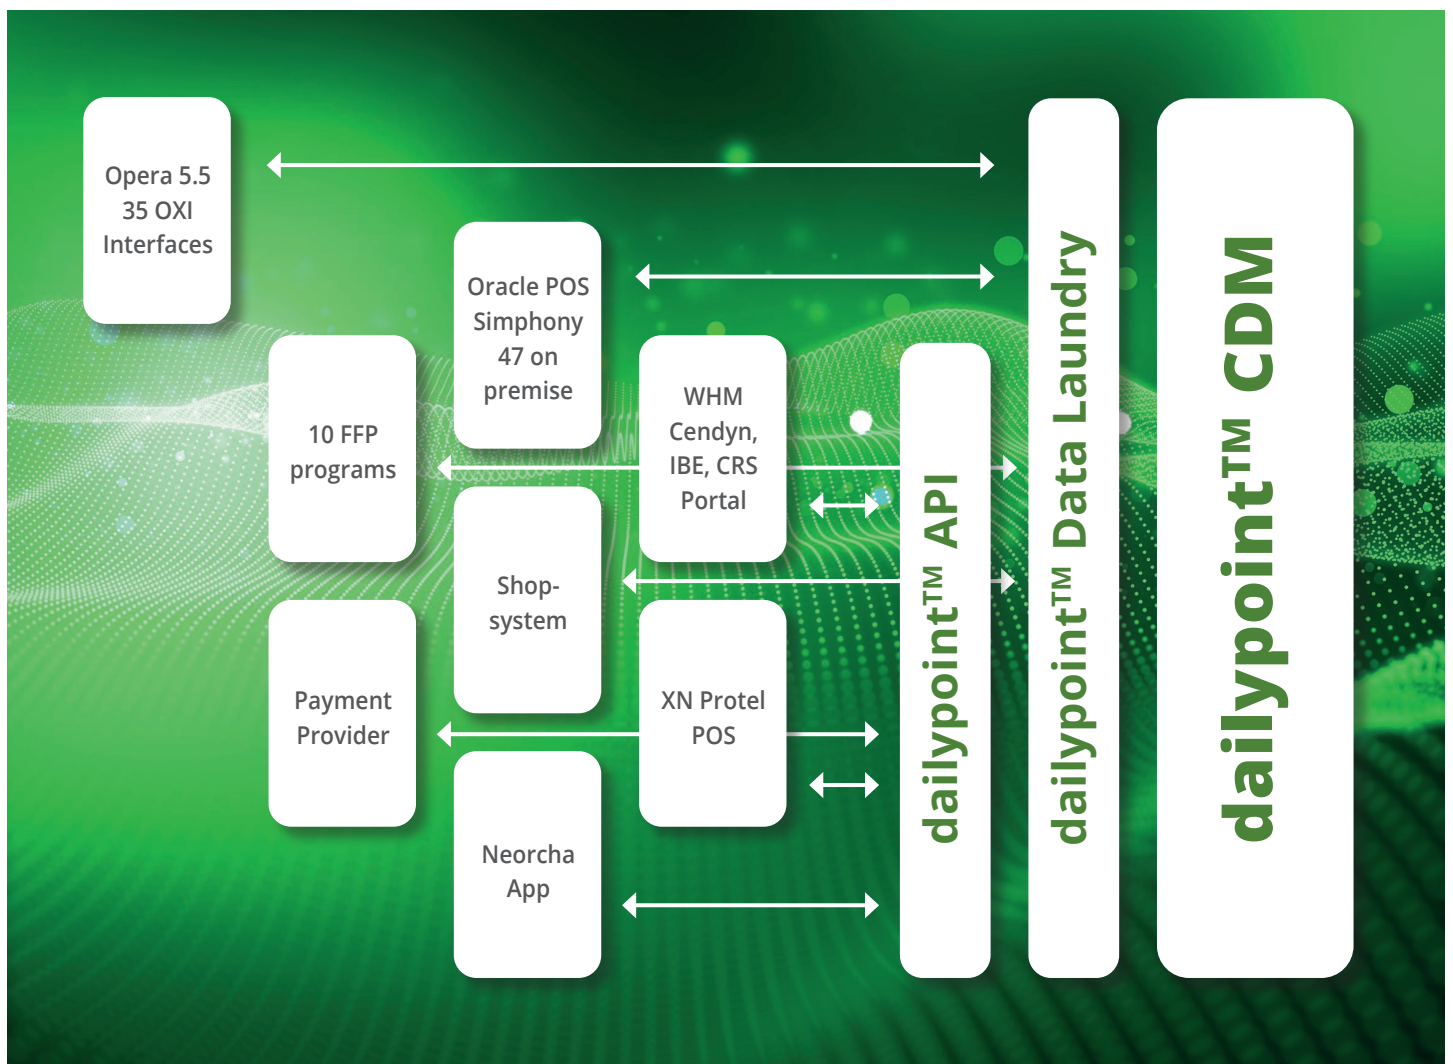 Opera 5.5
35 OXI
Interfaces
Oracle POS
Simphony
47 on
premise
10 FFP
programs
WHM
Cendyn,
IBE, CRS
Portal
Shop-
system
Payment
Provider
XN Protel
POS
Neorcha
App
dailypoint™ API
dailypoint™ Data Laundry
dailypoint™ CDM